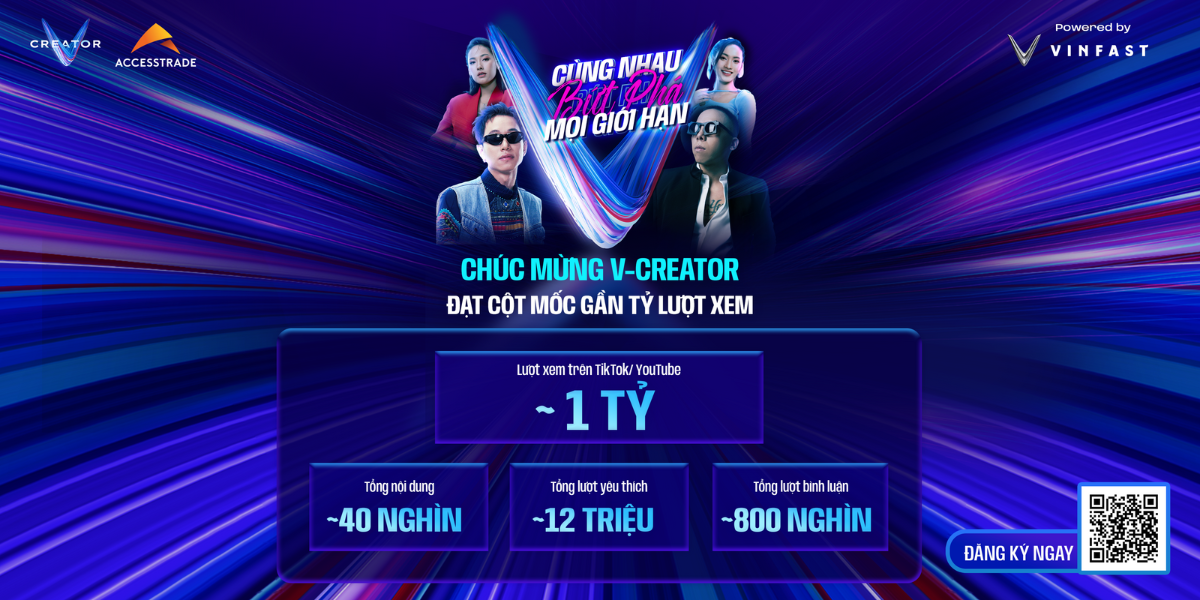 CREATOR
ACCESSTRADE
Powered by
VINFAST
CÙNG NHAU
Bứt Phá
MỌI GIỚI HẠN
CHÚC MỪNG V-CREATOR
ĐẠT CỘT MỐC GẦN TỶ LƯỢT XEM
Lượt xem trên TikTok/ YouTube
~ 1 TỶ
Tổng nội dung
~40 NGHÌN
Tổng lượt yêu thích
~12 TRIỆU
Tổng lượt bình luận
~800 NGHÌN
ĐĂNG KÝ NGAY